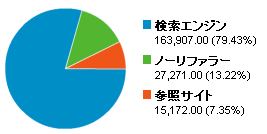 検索エンジン
163,907.00 (79.43%)
ノーリファラー
27,271.00 (13.22%)
参照サイト
15,172.00 (7.35%)